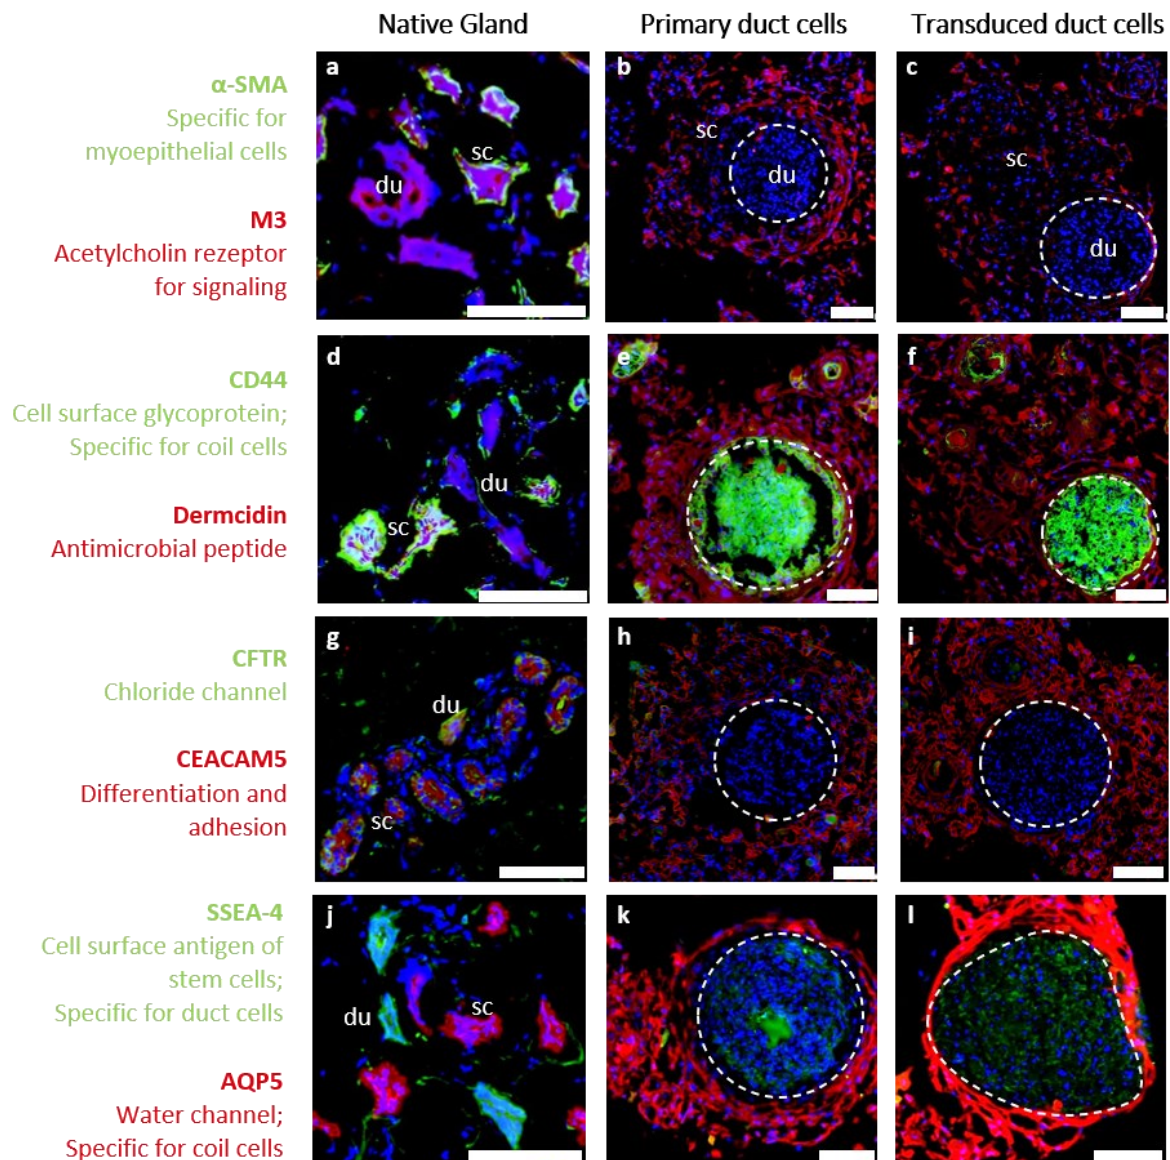 Native Gland Primary duct cells Transduced duct cells
α-SMA
Specific for
myoepithelial cells
M3
Acetylcholin rezeptor
for signaling
a
sc
du
b
sc
du
c
sc
du
CD44
Cell surface glycoprotein;
Specific for coil cells
Dermcidin
Antimicrobial peptide
d
du
sc
e
f
CFTR
Chloride channel
CEACAM5
Differentiation and
adhesion
g
du
sc
h
i
SSEA-4
Cell surface antigen of
stem cells;
Specific for duct cells
AQP5
Water channel;
Specific for coil cells
j
du
sc
k
l